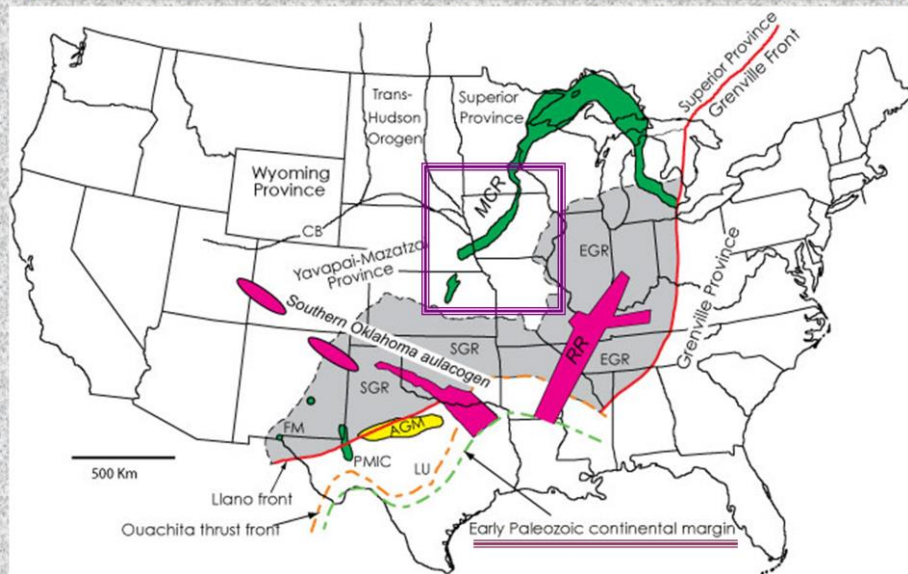 Superior Province
Grenville Front
Trans-
Hudson
Orogen
Superior
Province
Wyoming
Province
MCR
CB
EGR
Yavapai-Mazatzal
Province
Grenville Province
Southern Oklahoma aulacogen
SGR
RR
EGR
SGR
FM
AGM
500 Km
PMIC
LU
Llano front
Ouachita thrust front
Early Paleozoic continental margin